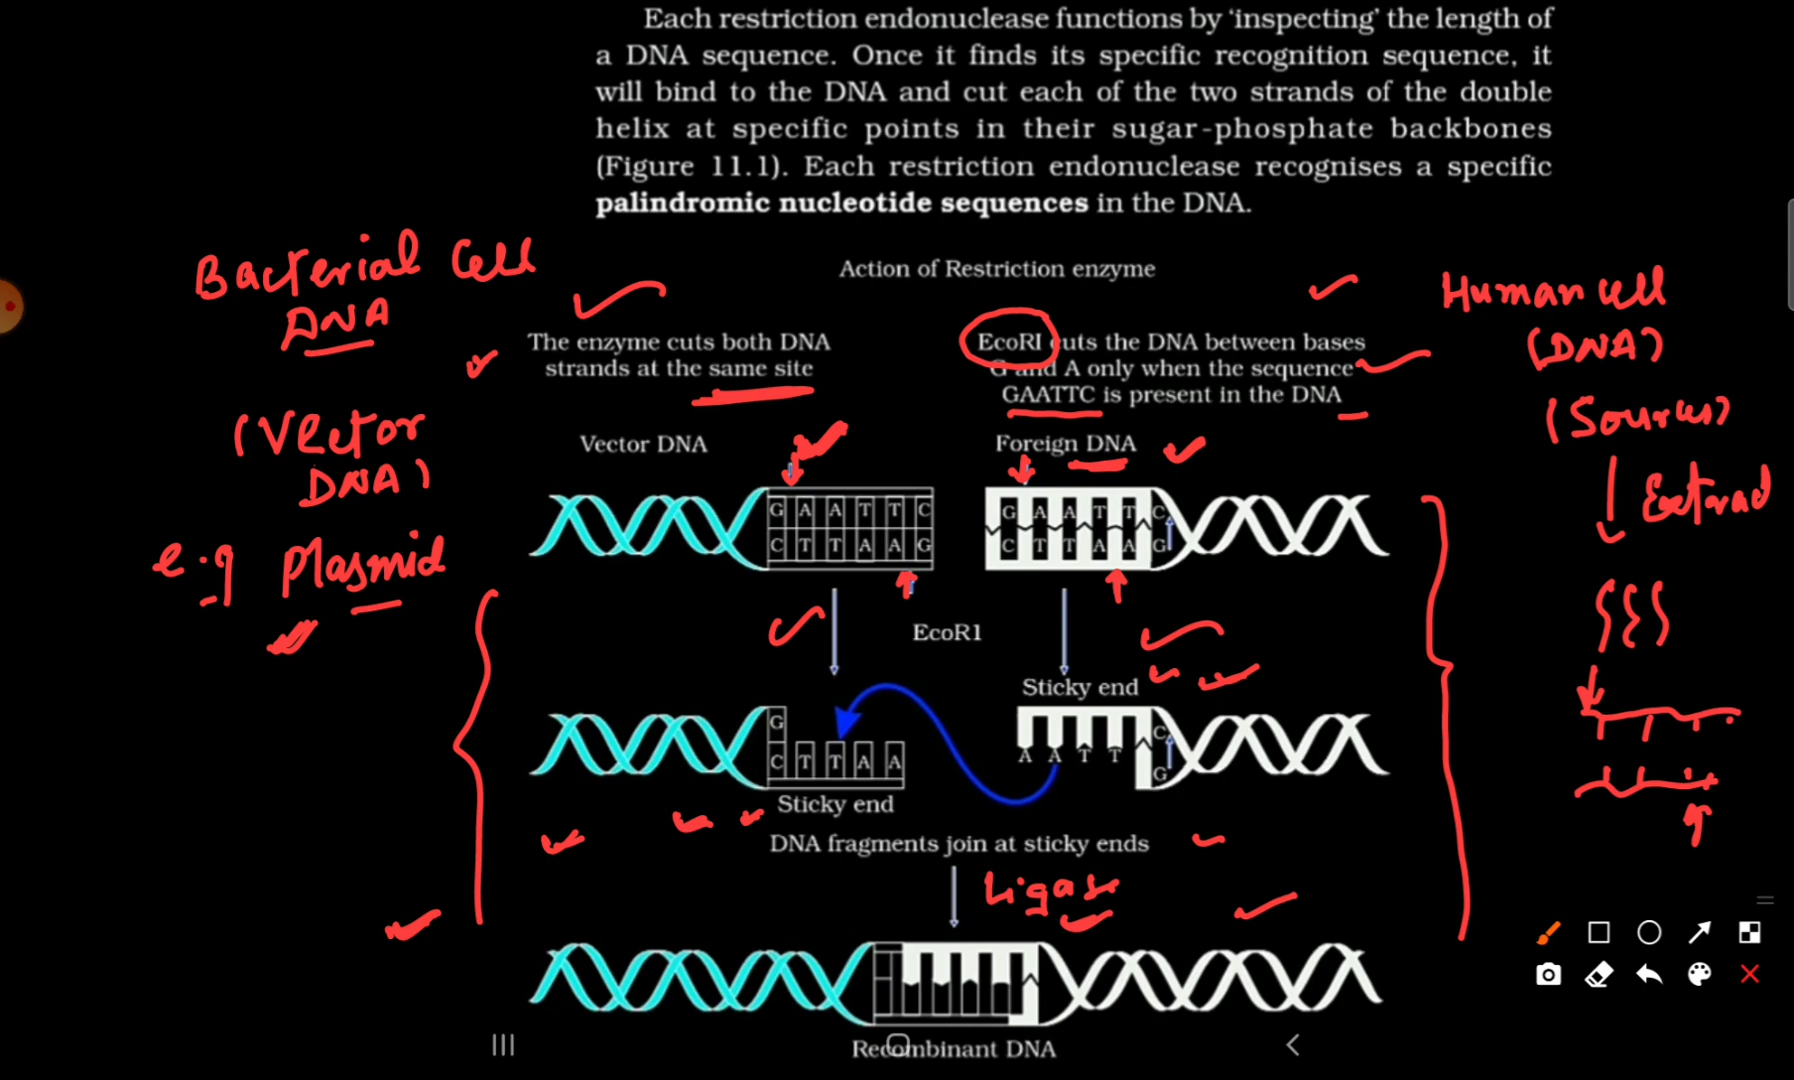 Each restriction endonuclease functions by ‘inspecting’ the length of
a DNA sequence. Once it finds its specific recognition sequence, it
will bind to the DNA and cut each of the two strands of the double
helix at specific points in their sugar-phosphate backbones
(Figure 11.1). Each restriction endonuclease recognises a specific
palindromic nucleotide sequences in the DNA.
Bacterial Cell
DNA
(Vector
DNA)
e.g Plasmid
Action of Restriction enzyme
The enzyme cuts both DNA
strands at the same site
EcoRI cuts the DNA between bases
G and A only when the sequence
GAATTC is present in the DNA
Human cell
(DNA)
(Sources)
Vector DNA
Foreign DNA
G A A T T C
C T T A A G
G A A T T C
C T T A A G
EcoR1
Sticky end
G
C T T A A
A A T T
C
G
Sticky end
DNA fragments join at sticky ends
Ligase
Recombinant DNA